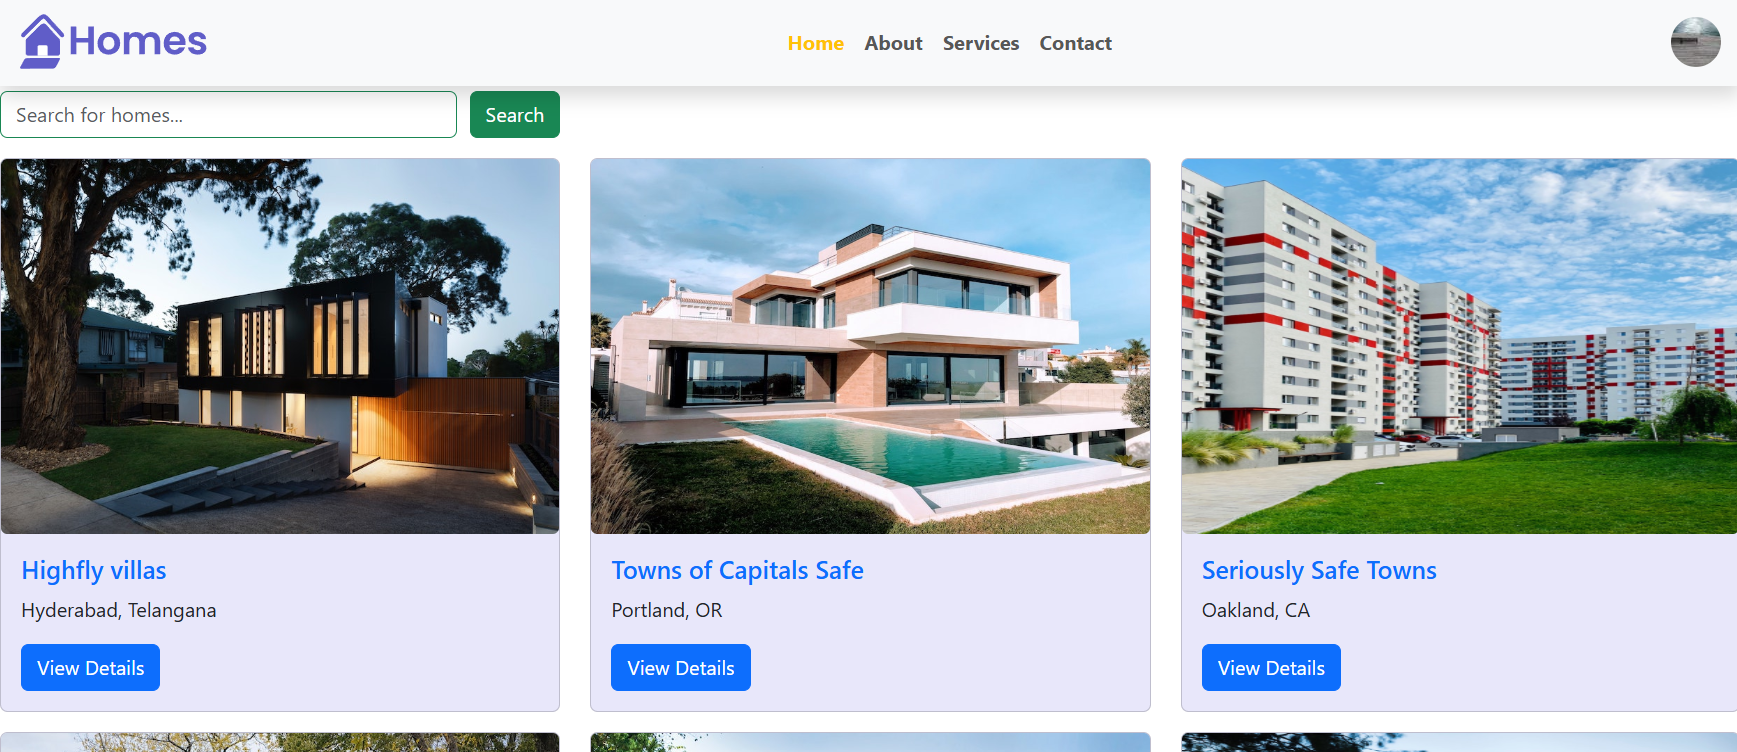 Homes
Home About Services Contact
Search for homes...
Search
Highfly villas
Hyderabad, Telangana
View Details
Towns of Capitals Safe
Portland, OR
View Details
Seriously Safe Towns
Oakland, CA
View Details